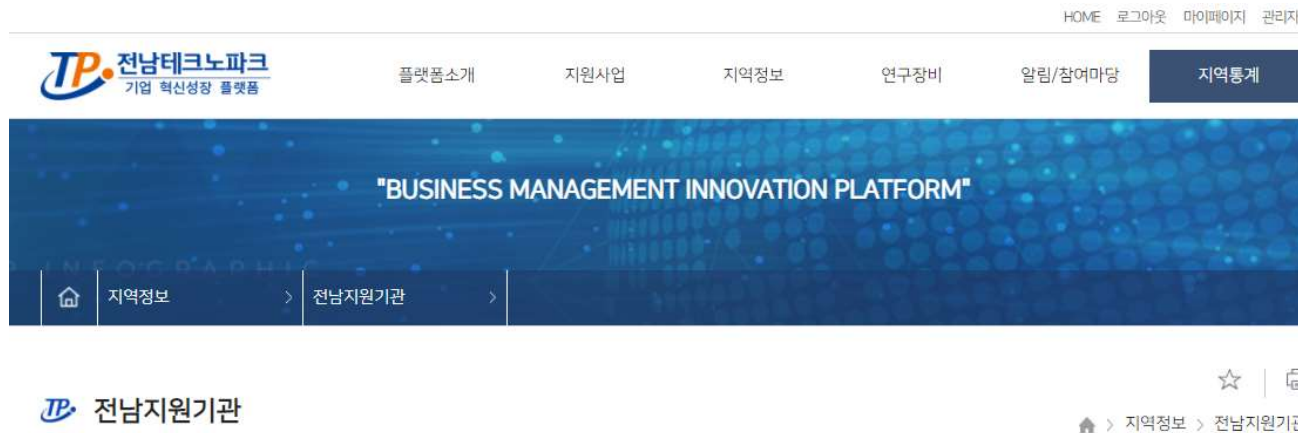 HOME 로그아웃 마이페이지
TP 전남테크노파크
기업 혁신성장 플랫폼
플랫폼소개 지원사업 지역정보 연구장비 알림/참여마당 지역통계
"BUSINESS MANAGEMENT INNOVATION PLATFORM"
INFOGRAPHIC
지역정보 > 전남지원기관 >
TP 전남지원기관
> 지역정보 >